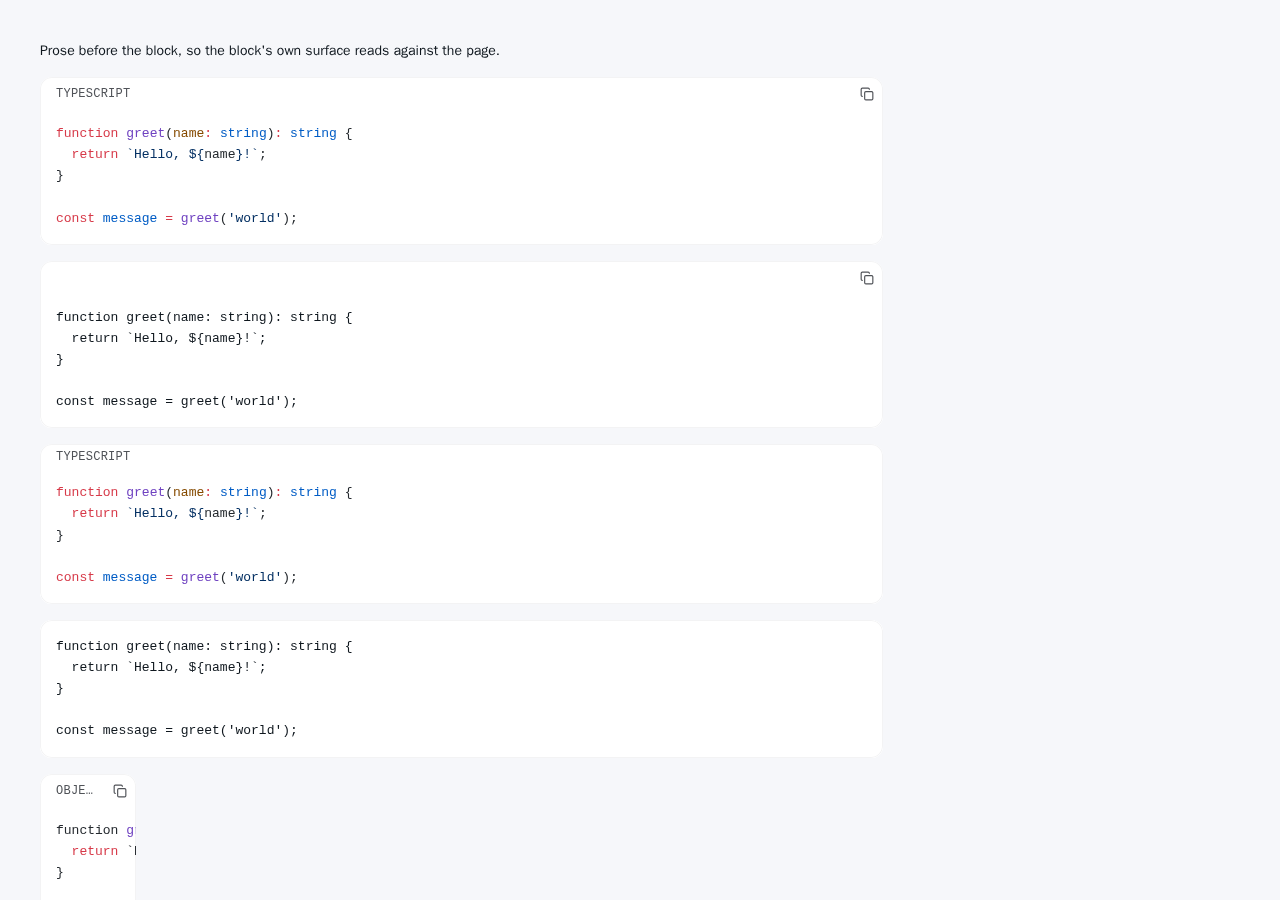 Prose before the block, so the block's own surface reads against the page.
TYPESCRIPT
function greet(name: string): string {
  return `Hello, ${name}!`;
}
const message = greet('world');
function greet(name: string): string {
  return `Hello, ${name}!`;
}
const message = greet('world');
TYPESCRIPT
function greet(name: string): string {
  return `Hello, ${name}!`;
}
const message = greet('world');
function greet(name: string): string {
  return `Hello, ${name}!`;
}
const message = greet('world');
OBJE…
function g
  return `
}